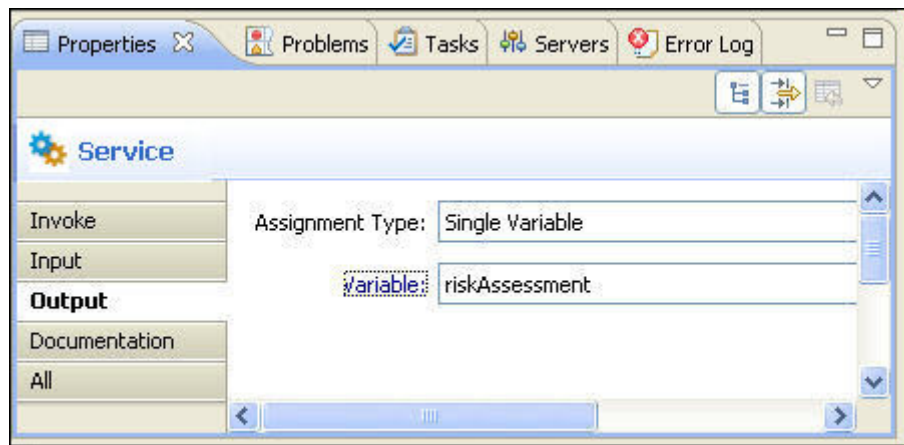 Properties Problems Tasks Servers Error Log
Service
Invoke
Input
Output
Documentation
All
Assignment Type: Single Variable
Variable: riskAssessment